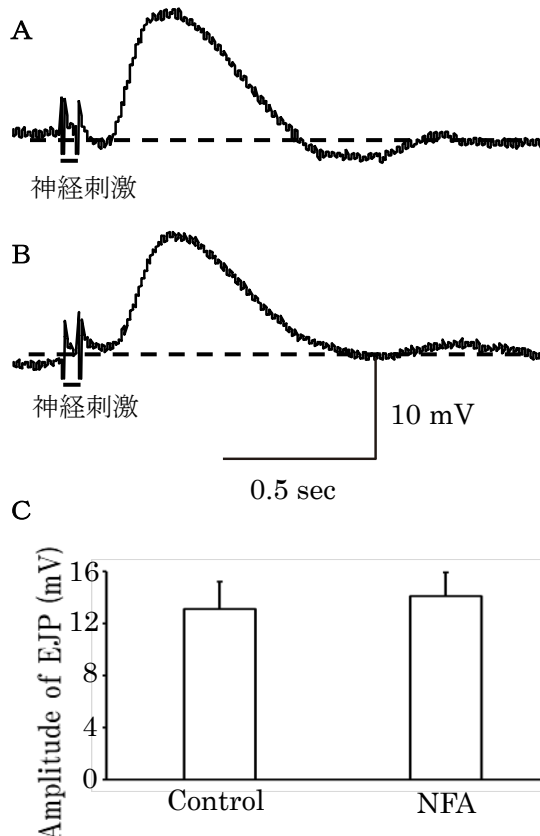 A
神経刺激
B
神経刺激
10 mV
0.5 sec
C
Amplitude of EJP (mV)
16
12
8
4
0
Control
NFA